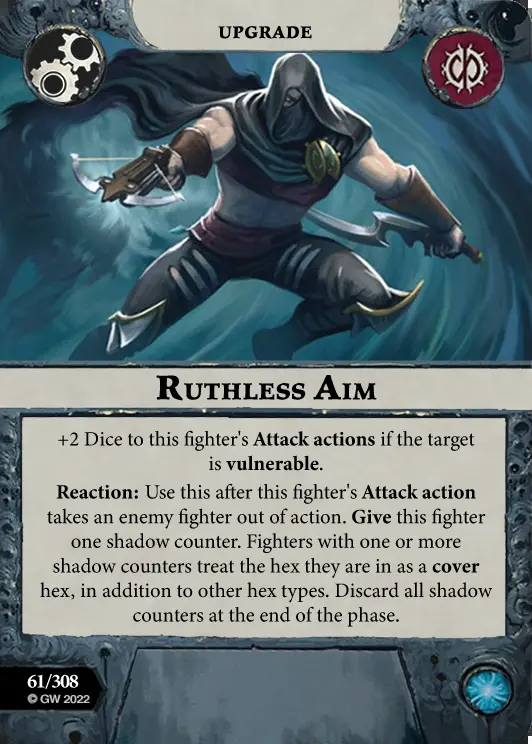 UPGRADE
RUTHLESS AIM
+2 Dice to this fighter's Attack actions if the target
is vulnerable.
Reaction: Use this after this fighter's Attack action
takes an enemy fighter out of action. Give this fighter
one shadow counter. Fighters with one or more
shadow counters treat the hex they are in as a cover
hex, in addition to other hex types. Discard all shadow
counters at the end of the phase.
61/308
© GW 2022